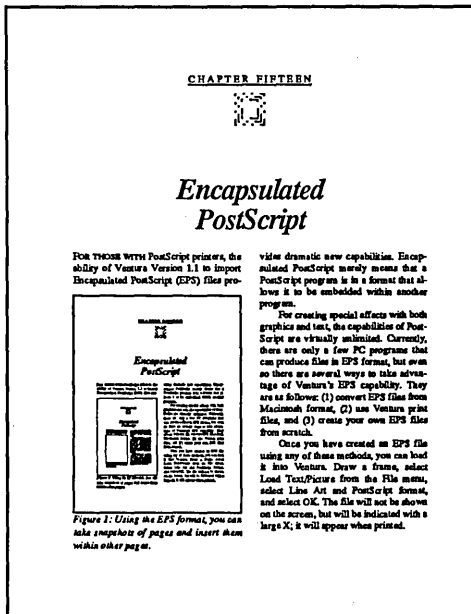 CHAPTER FIFTEEN
Encapsulated
PostScript
FOR THOSE WITH PostScript printers, the
ability of Ventura Version 1.1 to import
Encapsulated PostScript (EPS) files pro-
CHAPTER FIFTEEN
Encapsulated
PostScript
Figure 1: Using the EPS format, you can
take snapshots of pages and insert them
within other pages.
vides dramatic new capabilities. Encap-
sulated PostScript merely means that a
PostScript program is in a format that al-
lows it to be embedded within another
program.
For creating special effects with both
graphics and text, the capabilities of Post-
Script are virtually unlimited. Currently,
there are only a few PC programs that
can produce files in EPS format, but even
so there are several ways to take advan-
tage of Ventura's EPS capability. They
are as follows: (1) convert EPS files from
Macintosh format, (2) use Ventura print
files, and (3) create your own EPS files
from scratch.
Once you have created an EPS file
using any of these methods, you can load
it into Ventura. Draw a frame, select
Load Text/Picture from the File menu,
select Line Art and PostScript format,
and select OK. The file will not be shown
on the screen, but will be indicated with a
large X; it will appear when printed.